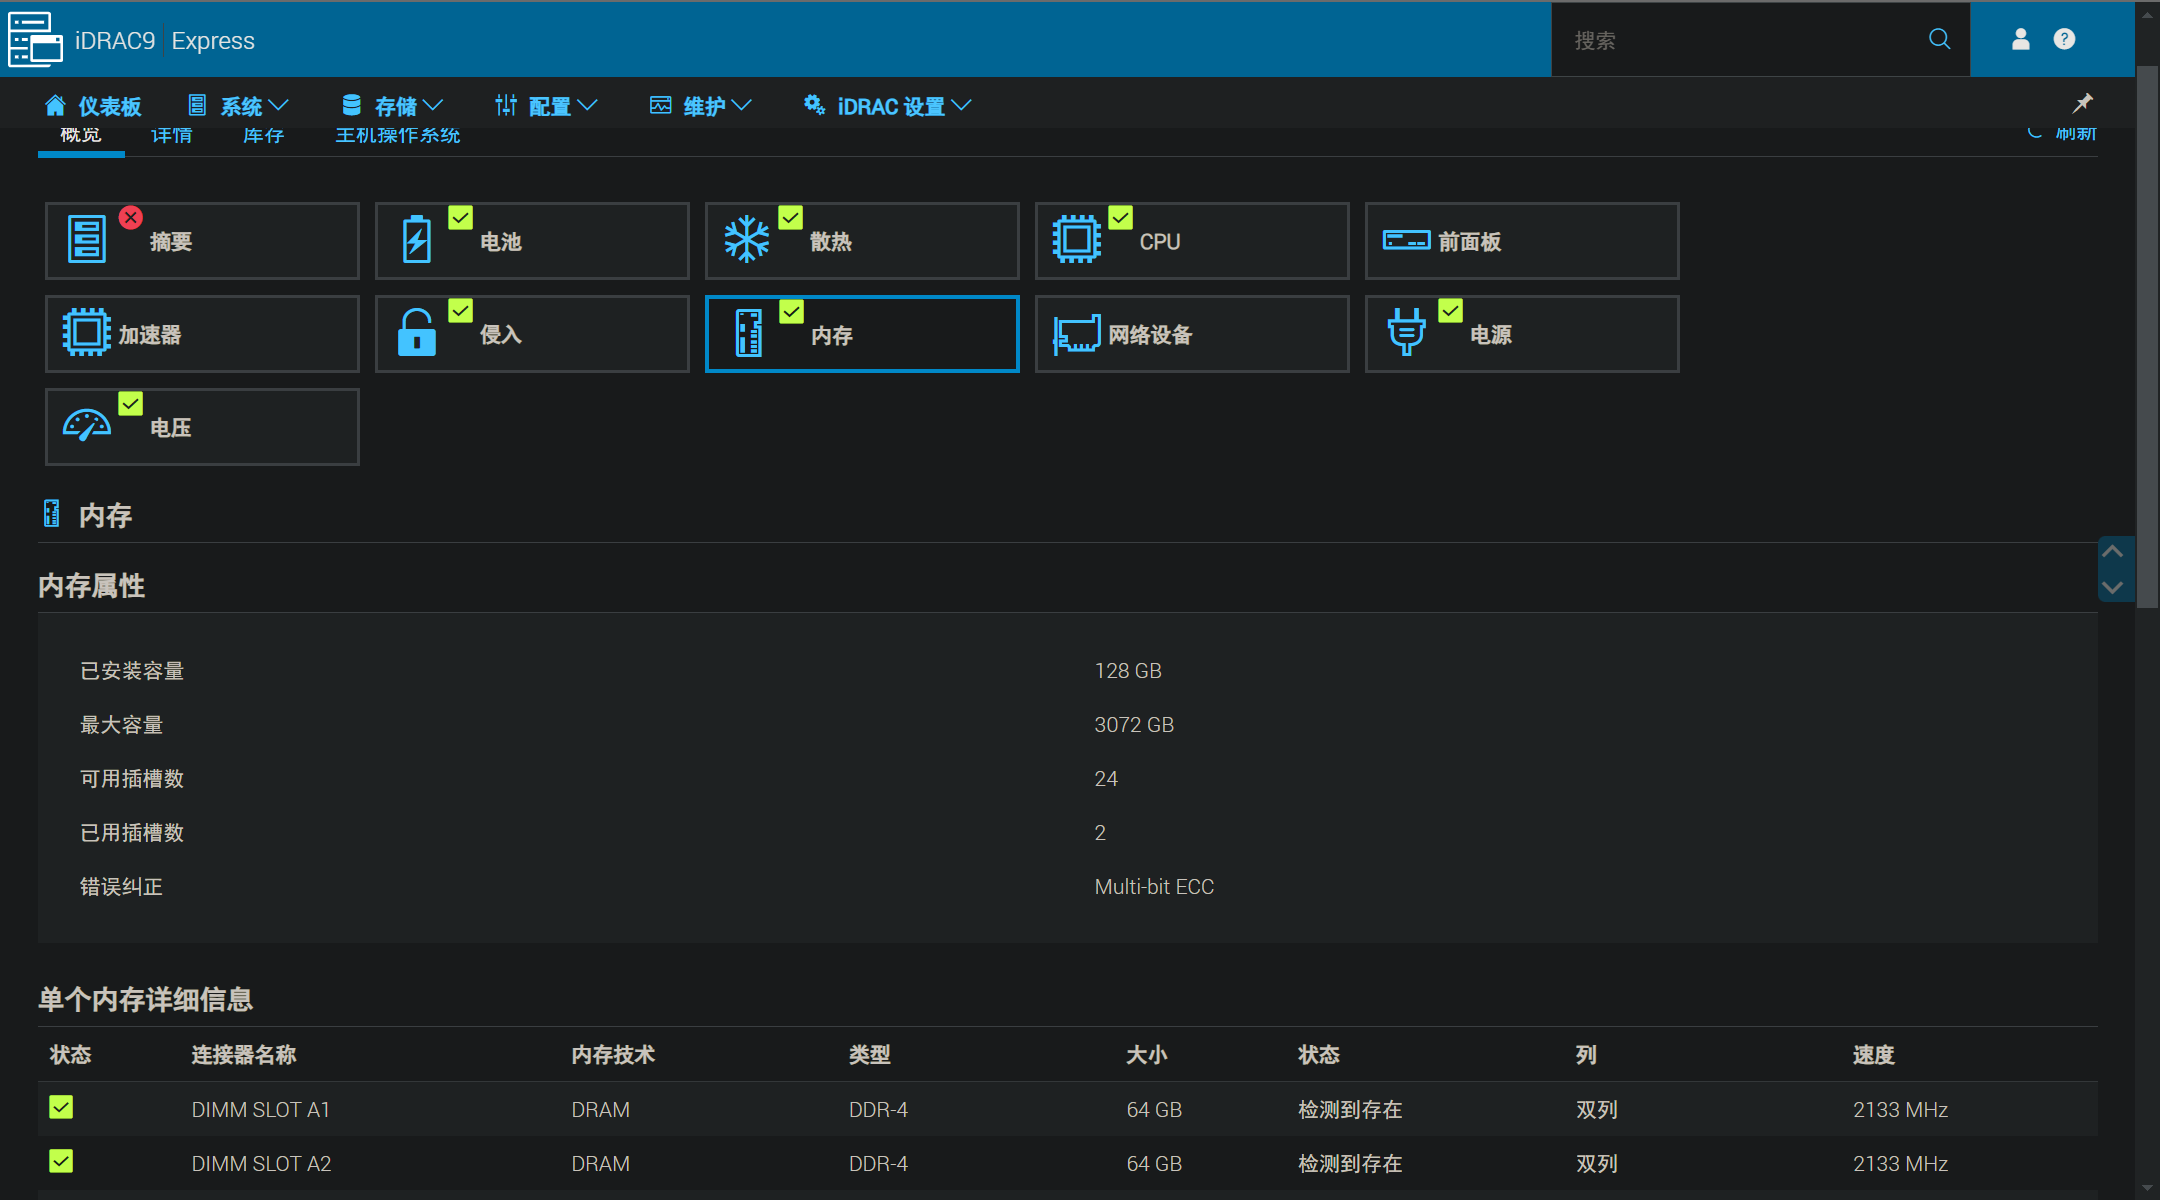 iDRAC9 Express 搜索
仪表板 系统 存储 配置 维护 iDRAC 设置
概览 详情 库存 主机操作系统 刷新
摘要 电池 散热 CPU 前面板
加速器 侵入 内存 网络设备 电源
电压
内存
内存属性
已安装容量 128 GB
最大容量 3072 GB
可用插槽数 24
已用插槽数 2
错误纠正 Multi-bit ECC
单个内存详细信息
状态 连接器名称 内存技术 类型 大小 状态 列 速度
DIMM SLOT A1 DRAM DDR-4 64 GB 检测到存在 双列 2133 MHz
DIMM SLOT A2 DRAM DDR-4 64 GB 检测到存在 双列 2133 MHz